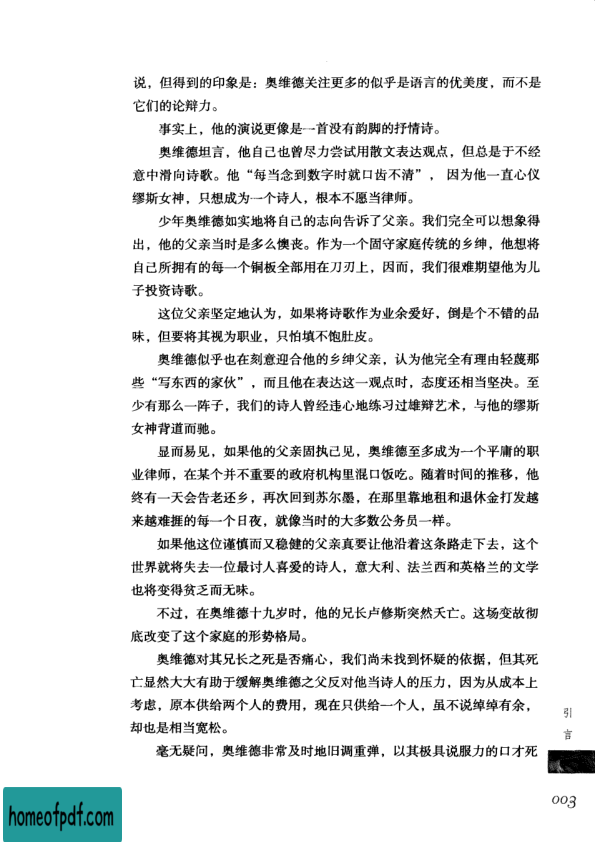 说，但得到的印象是：奥维德关注更多的似乎是语言的优美度，而不是
它们的论辩力。
事实上，他的演说更像是一首没有韵脚的抒情诗。
奥维德坦言，他自己也曾尽力尝试用散文表达观点，但总是于不经
意中滑向诗歌。他“每当念到数字时就口齿不清”， 因为他一直心仪
缪斯女神，只想成为一个诗人，根本不愿当律师。
少年奥维德如实地将自己的志向告诉了父亲。我们完全可以想象得
出，他的父亲当时是多么懊丧。作为一个固守家庭传统的乡绅，他想将
自己所拥有的每一个铜板全部用在刀刃上，因而，我们很难期望他为儿
子投资诗歌。
这位父亲坚定地认为，如果将诗歌作为业余爱好，倒是个不错的品
味，但要将其视为职业，只怕填不饱肚皮。
奥维德似乎也在刻意迎合他的乡绅父亲，认为他完全有理由轻蔑那
些“写东西的家伙”，而且他在表达这一观点时，态度还相当坚决。至
少有那么一阵子，我们的诗人曾经违心地练习过雄辩艺术，与他的缪斯
女神背道而驰。
显而易见，如果他的父亲固执己见，奥维德至多成为一个平庸的职
业律师，在某个并不重要的政府机构里混口饭吃。随着时间的推移，他
终有一天会告老还乡，再次回到苏尔墨，在那里靠地租和退休金打发越
来越难捱的每一个日夜，就像当时的大多数公务员一样。
如果他这位谨慎而又稳健的父亲真要让他沿着这条路走下去，这个
世界就将失去一位最讨人喜爱的诗人，意大利、法兰西和英格兰的文学
也将变得贫乏而无味。
不过，在奥维德十九岁时，他的兄长卢修斯突然夭亡。这场变故彻
底改变了这个家庭的形势格局。
奥维德对其兄长之死是否痛心，我们尚未找到怀疑的依据，但其死
亡显然大大有助于缓解奥维德之父反对他当诗人的压力，因为从成本上
考虑，原本供给两个人的费用，现在只供给一个人，虽不说绰绰有余，
却也是相当宽松。
毫无疑问，奥维德非常及时地旧调重弹，以其极具说服力的口才死
引
言
003
homeofpdf.com